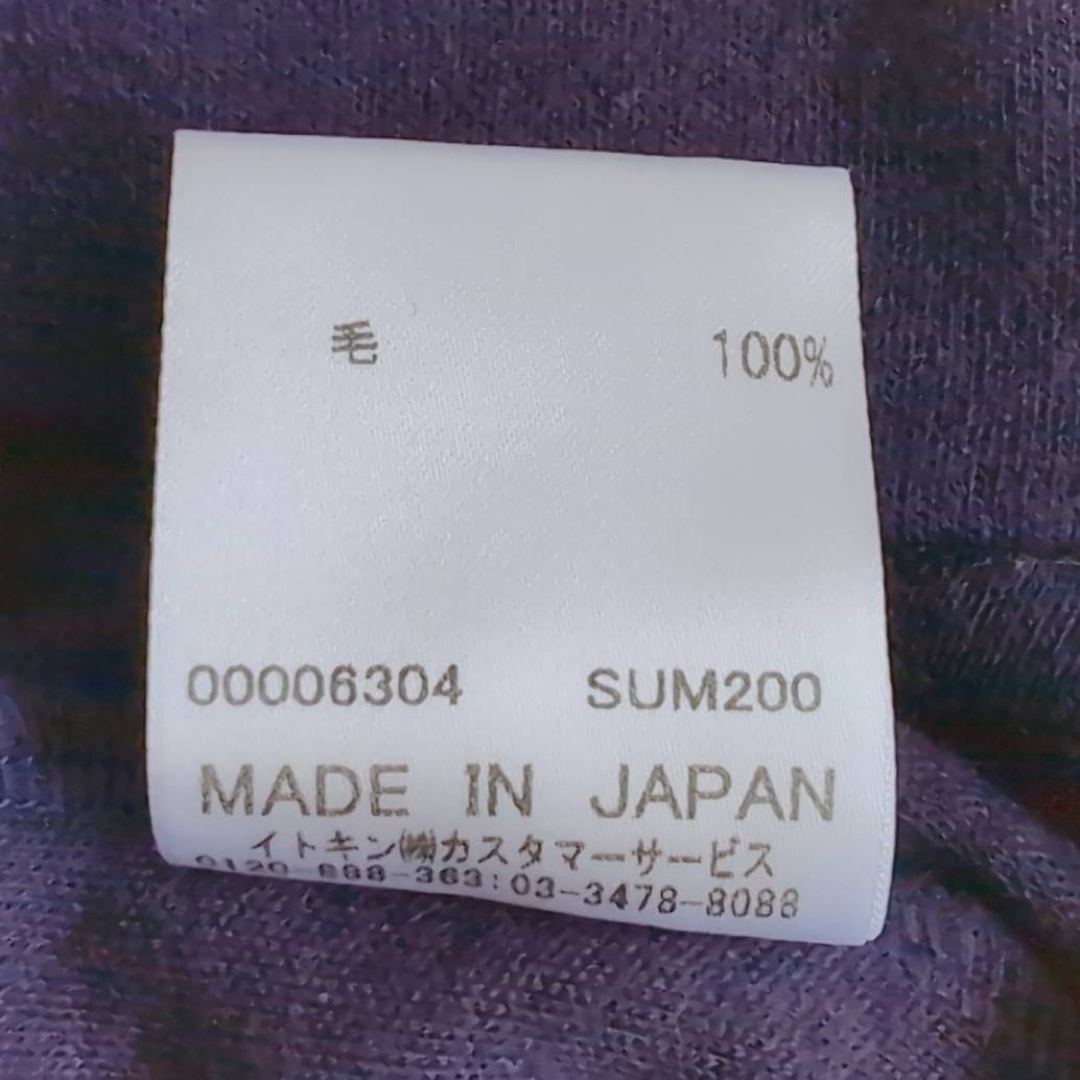 毛 100%
00006304 SUM200
MADE IN JAPAN
イトキン㈱カスタマーサービス
0120-888-363:03-3478-8088